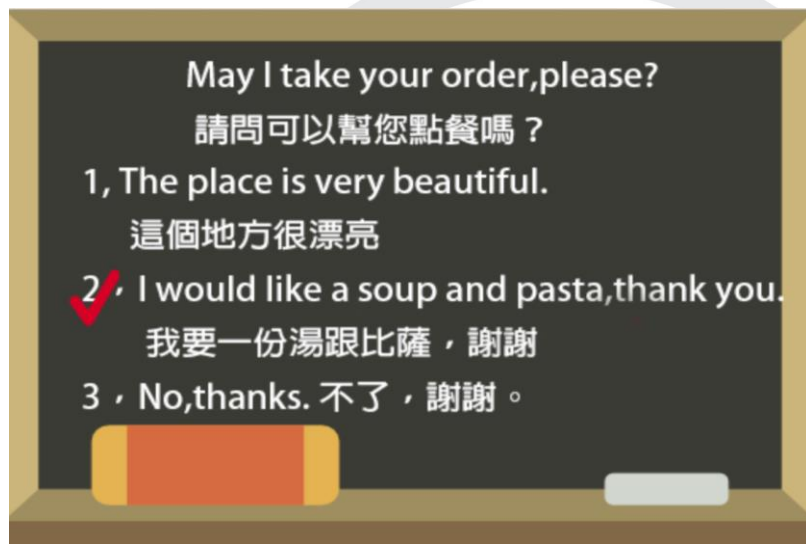 May I take your order,please?
請問可以幫您點餐嗎？
1, The place is very beautiful.
這個地方很漂亮
2，I would like a soup and pasta,thank you.
我要一份湯跟比薩，謝謝
3，No,thanks. 不了，謝謝。